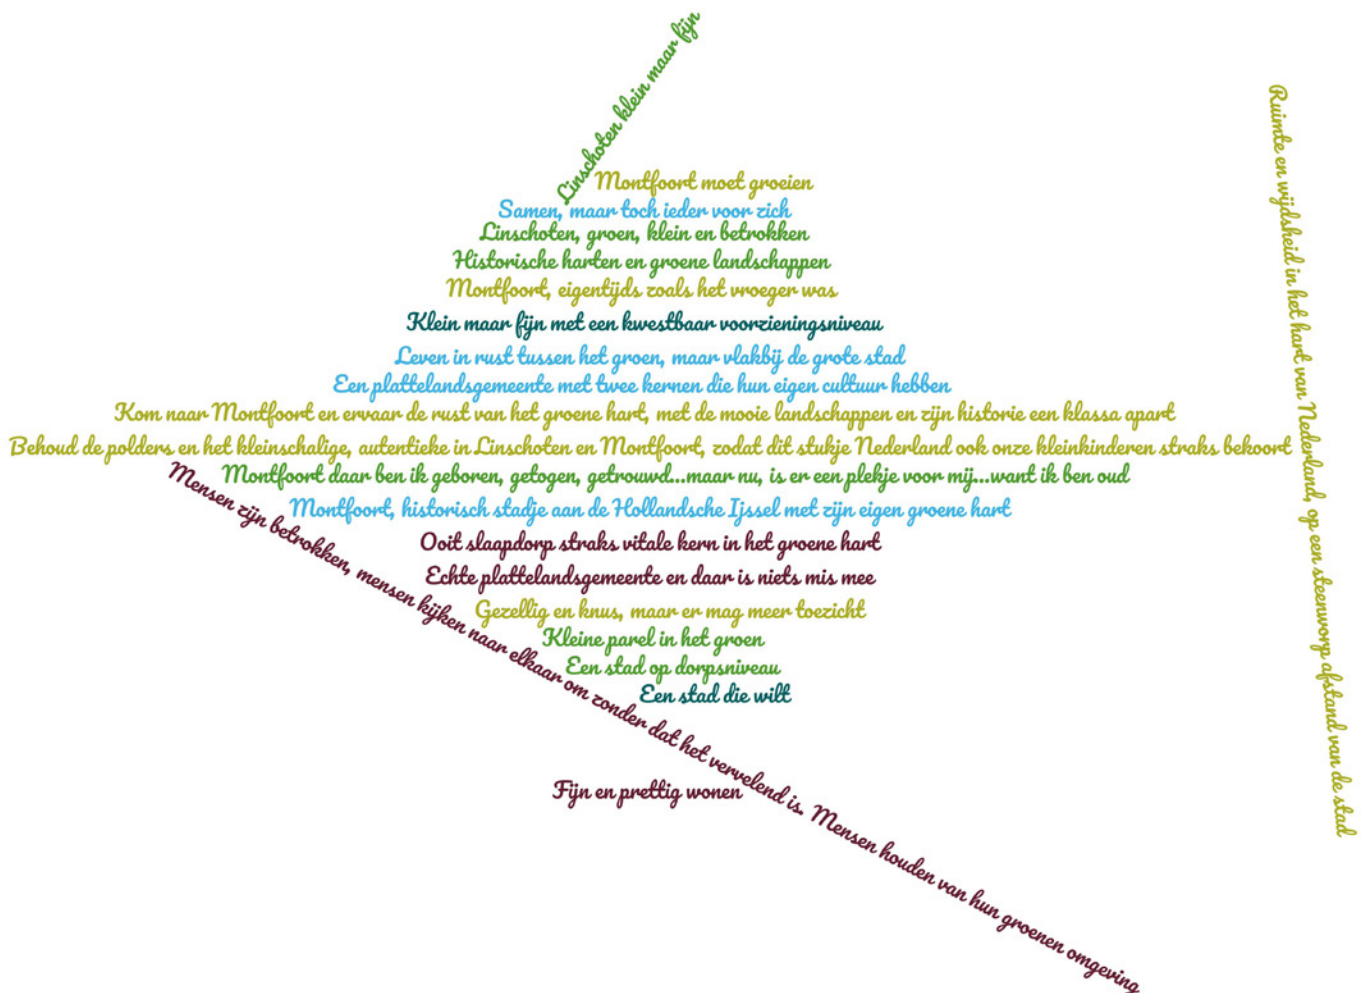 Linschoten klein maar fijn
Montfoort moet groeien
Samen, maar toch ieder voor zich
Linschoten, groen, klein en betrokken
Historische harten en groene landschappen
Montfoort, eigentijds zoals het vroeger was
Klein maar fijn met een kwestbaar voorzieningsniveau
Leven in rust tussen het groen, maar vlakbij de grote stad
Een plattelandsgemeente met twee kernen die hun eigen cultuur hebben
Kom naar Montfoort en ervaar de rust van het groene hart, met de mooie landschappen en zijn historie een klassa apart
Behoud de polders en het kleinschalige, autentieke in Linschoten en Montfoort, zodat dit stukje Nederland ook onze kleinkinderen straks bekoort
Montfoort daar ben ik geboren, getogen, getrouwd...maar nu, is er een plekje voor mij...want ik ben oud
Montfoort, historisch stadje aan de Hollandsche Ijssel met zijn eigen groene hart
Ooit slaapdorp straks vitale kern in het groene hart
Echte plattelandsgemeente en daar is niets mis mee
Gezellig en knus, maar er mag meer toezicht
Kleine parel in het groen
Een stad op dorpsniveau
Een stad die wilt
Mensen zijn betrokken, mensen kijken naar elkaar om zonder dat het vervelend is. Mensen houden van hun groenen omgeving
Fijn en prettig wonen
Ruimte en wijdsheid in het hart van Nederland, op een steenworp afstand van de stad